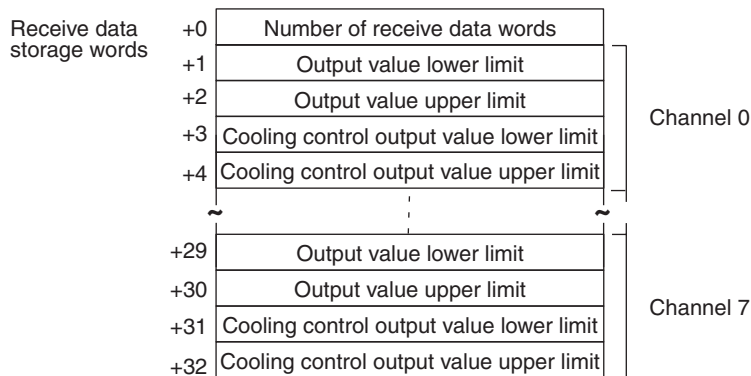 Receive data
storage words
+0 Number of receive data words
+1 Output value lower limit
+2 Output value upper limit
+3 Cooling control output value lower limit
+4 Cooling control output value upper limit
Channel 0
~ ~
+29 Output value lower limit
+30 Output value upper limit
+31 Cooling control output value lower limit
+32 Cooling control output value upper limit
Channel 7